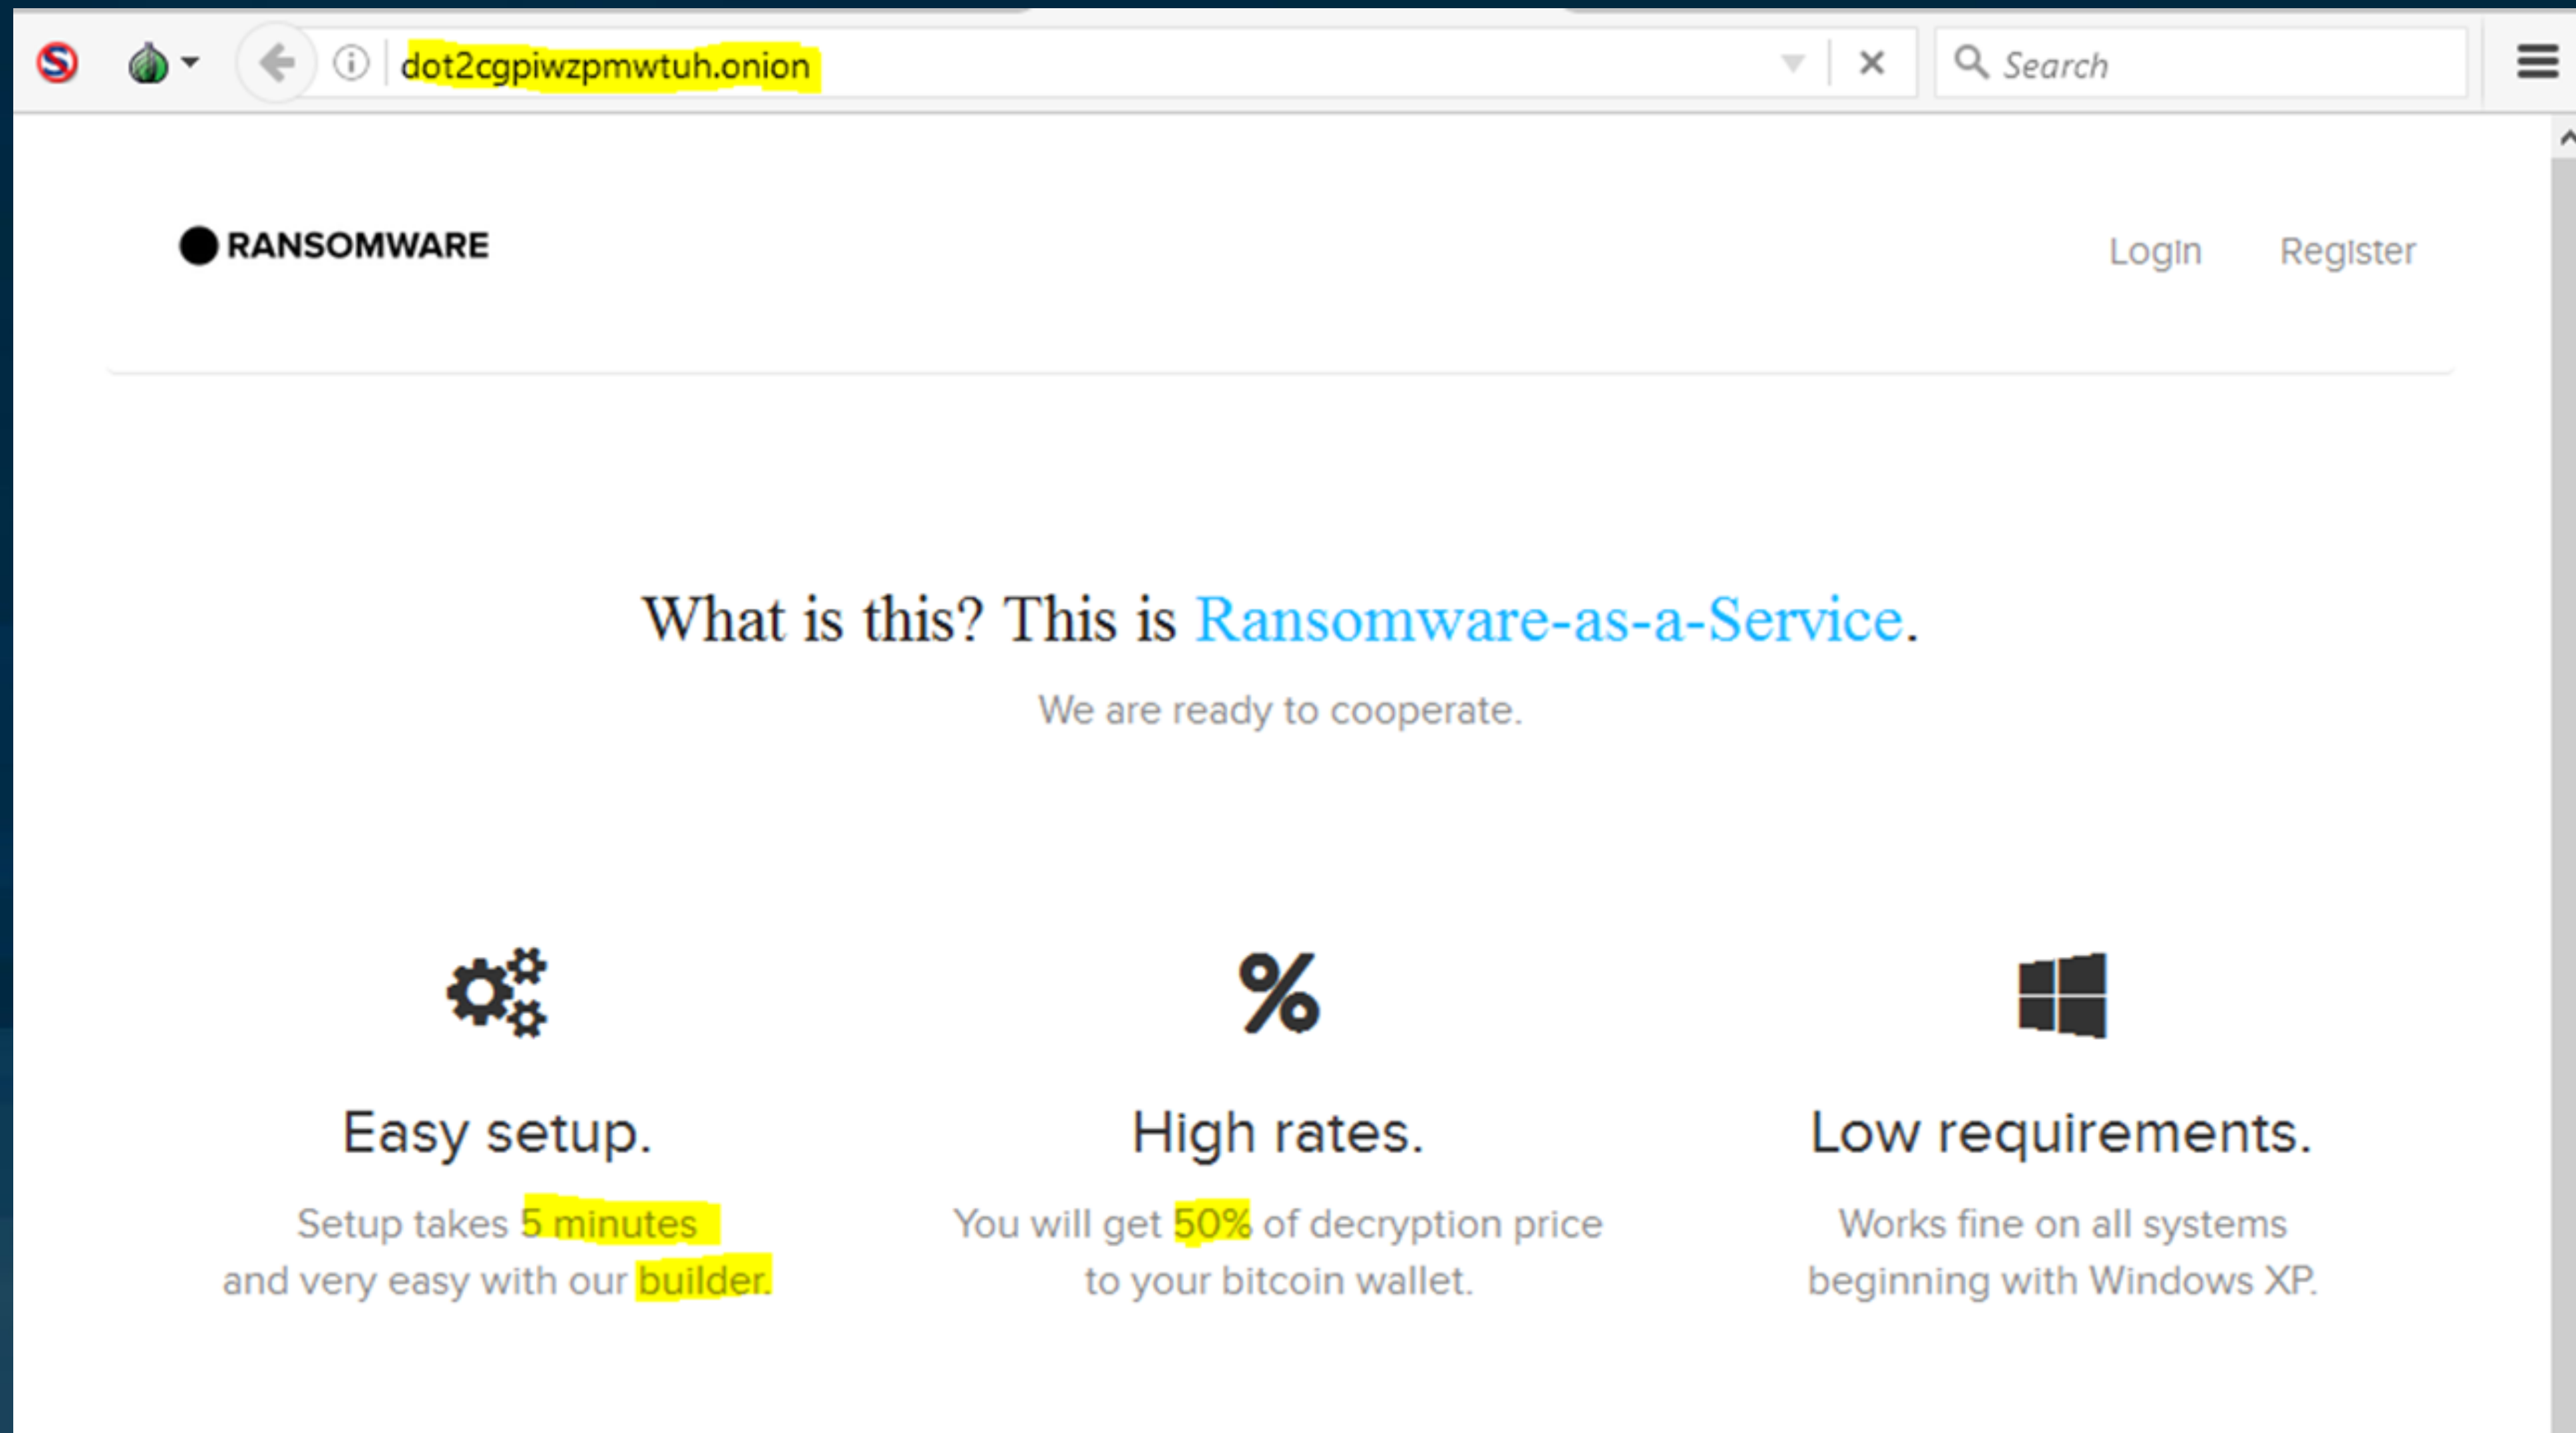 dot2cgpiwzpmwtuh.onion
Search
RANSOMWARE
Login
Register
What is this? This is Ransomware-as-a-Service.
We are ready to cooperate.
%
Easy setup.
Setup takes 5 minutes
and very easy with our builder.
High rates.
You will get 50% of decryption price
to your bitcoin wallet.
Low requirements.
Works fine on all systems
beginning with Windows XP.